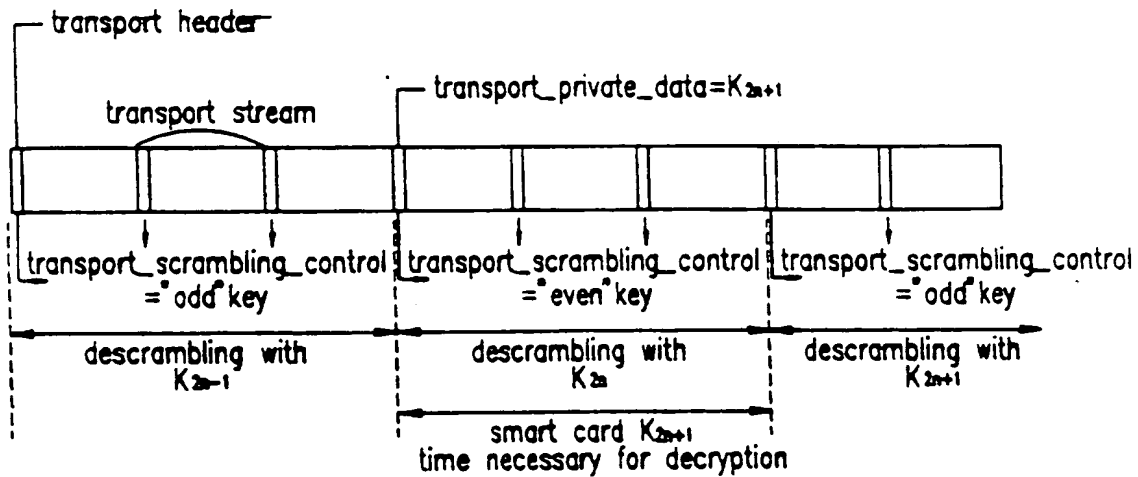 transport header
transport_private_data=K2n+1
transport stream
transport_scrambling_control
="odd" key
transport_scrambling_control
="even" key
transport_scrambling_control
="odd" key
descrambling with
K2n-1
descrambling with
K2n
descrambling with
K2n+1
smart card K2n+1
time necessary for decryption